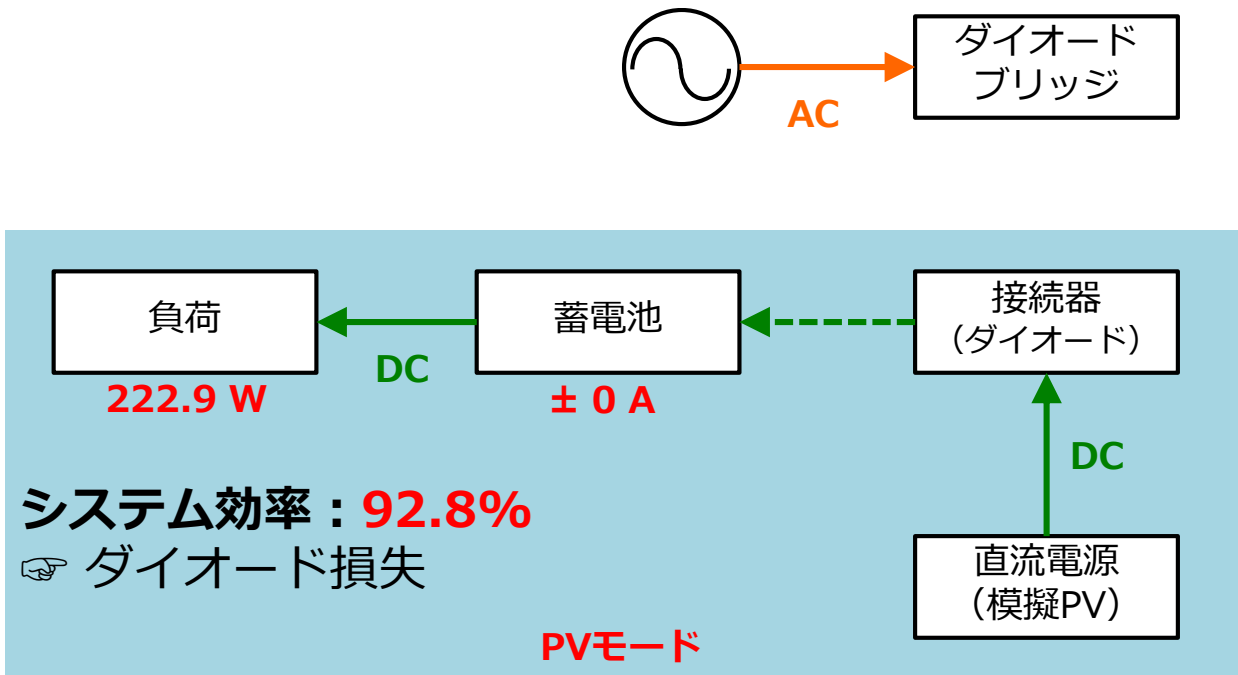 ダイオード
ブリッジ
AC
負荷
蓄電池
接続器
（ダイオード）
DC
222.9 W
± 0 A
DC
システム効率：92.8%
☞ ダイオード損失
直流電源
（模擬PV）
PVモード